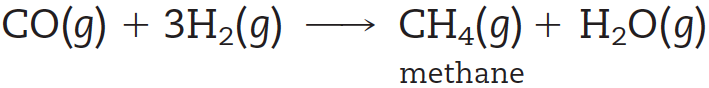 CO(g) + 3H₂(g) ⟶ CH₄(g) + H₂O(g)
methane